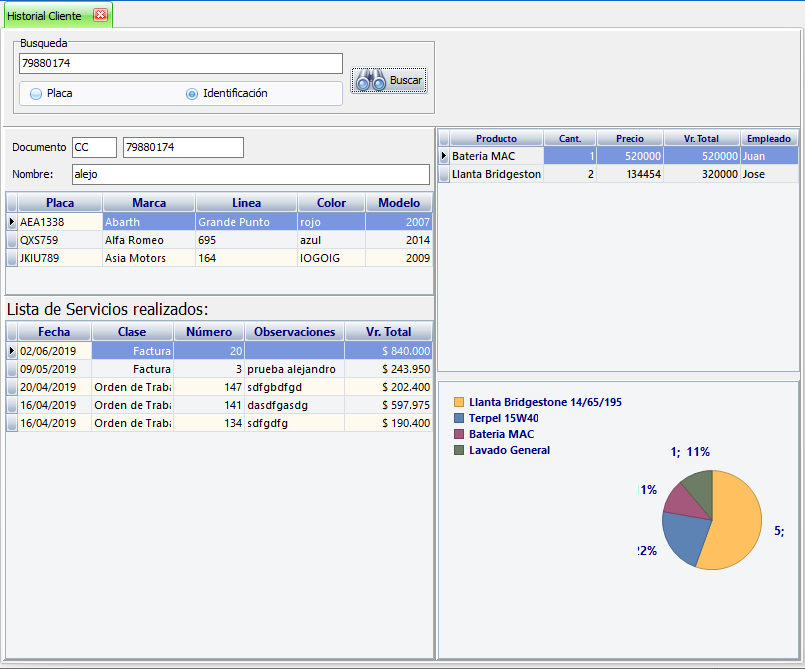 Historial Cliente
Busqueda
79880174
Placa Identificación
Buscar
Documento CC 79880174
Nombre: alejo
Placa Marca Linea Color Modelo
AEA1338 Abarth Grande Punto rojo 2007
QXS759 Alfa Romeo 695 azul 2014
JKIU789 Asia Motors 164 IOGOIG 2009
Lista de Servicios realizados:
Fecha Clase Número Observaciones Vr. Total
02/06/2019 Factura 20 $ 840.000
09/05/2019 Factura 3 prueba alejandro $ 243.950
20/04/2019 Orden de Traba 147 sdfgbdfgd $ 202.400
16/04/2019 Orden de Traba 141 dasdfgasdg $ 597.975
16/04/2019 Orden de Traba 134 sdfgdfg $ 190.400
Producto Cant. Precio Vr. Total Empleado
Bateria MAC 1 520000 520000 Juan
Llanta Bridgeston 2 134454 320000 Jose
Llanta Bridgestone 14/65/195
Terpel 15W40
Bateria MAC
Lavado General
1; 11%
1%
5;
22%